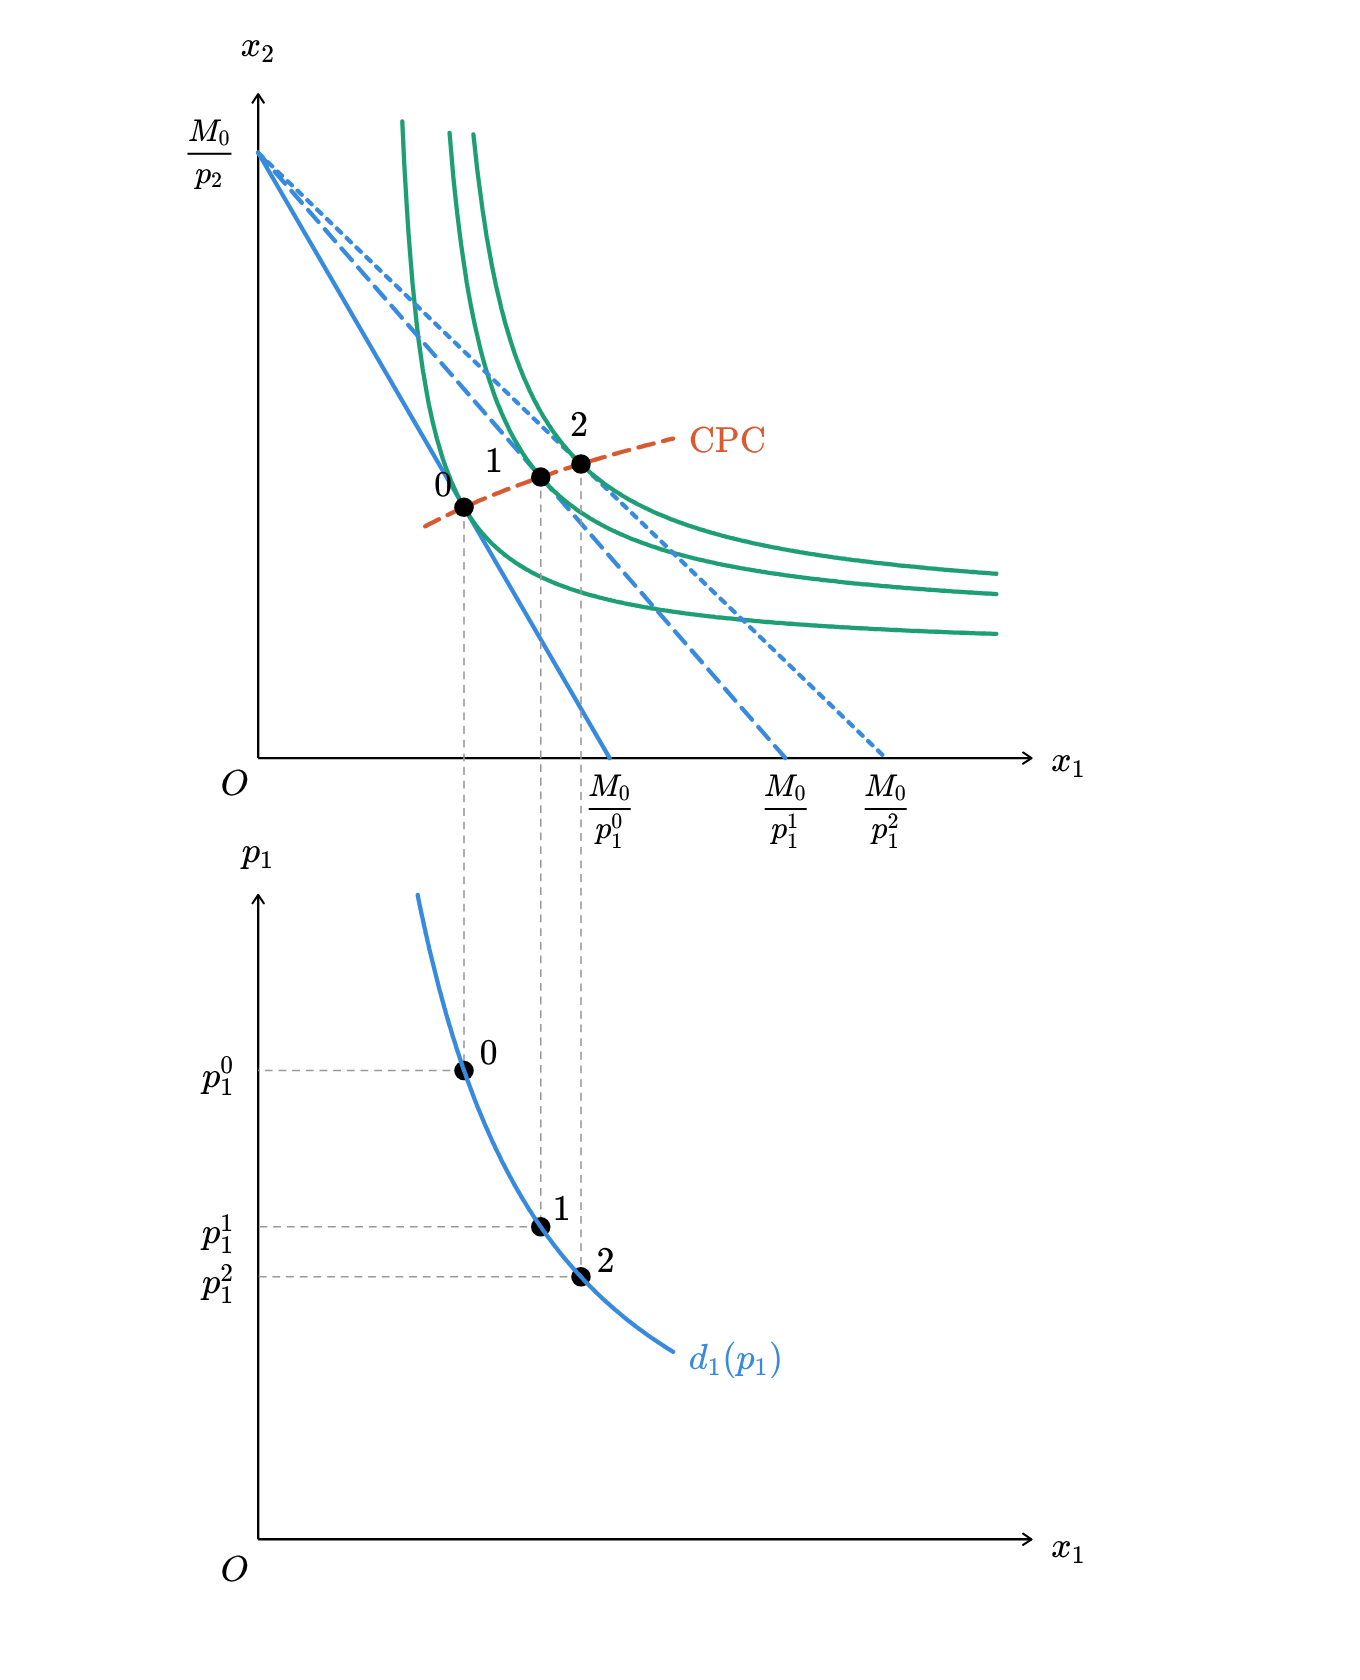 x₂
M₀/p₂
2
CPC
1
0
O
x₁
M₀/p₁⁰
M₀/p₁¹
M₀/p₁²
p₁
0
p₁⁰
1
p₁¹
2
p₁²
d₁(p₁)
x₁
O